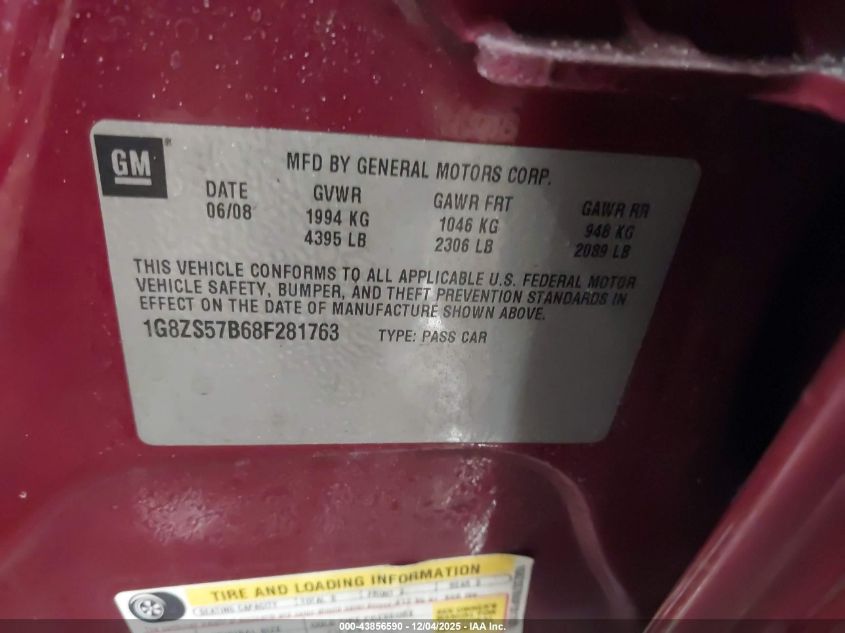 GM®
MFD BY GENERAL MOTORS CORP.
DATE GVWR GAWR FRT GAWR RR
06/08 1994 KG 1046 KG 948 KG
4395 LB 2306 LB 2089 LB
THIS VEHICLE CONFORMS TO ALL APPLICABLE U.S. FEDERAL MOTOR
VEHICLE SAFETY, BUMPER, AND THEFT PREVENTION STANDARDS IN
EFFECT ON THE DATE OF MANUFACTURE SHOWN ABOVE.
1G8ZS57B68F281763 TYPE: PASS CAR
TIRE AND LOADING INFORMATION
SEATING CAPACITY
000-43856590 - 12/04/2025 - IAA Inc.